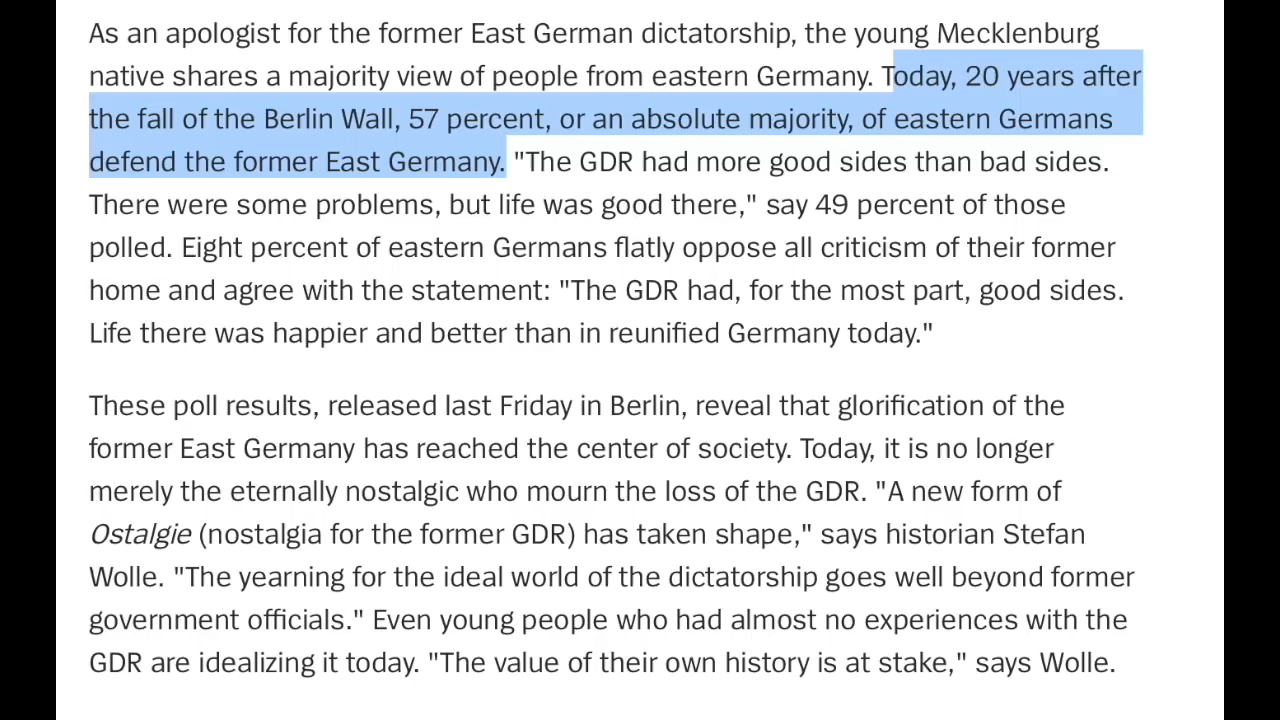 As an apologist for the former East German dictatorship, the young Mecklenburg
native shares a majority view of people from eastern Germany. Today, 20 years after
the fall of the Berlin Wall, 57 percent, or an absolute majority, of eastern Germans
defend the former East Germany. "The GDR had more good sides than bad sides.
There were some problems, but life was good there," say 49 percent of those
polled. Eight percent of eastern Germans flatly oppose all criticism of their former
home and agree with the statement: "The GDR had, for the most part, good sides.
Life there was happier and better than in reunified Germany today."
These poll results, released last Friday in Berlin, reveal that glorification of the
former East Germany has reached the center of society. Today, it is no longer
merely the eternally nostalgic who mourn the loss of the GDR. "A new form of
Ostalgie (nostalgia for the former GDR) has taken shape," says historian Stefan
Wolle. "The yearning for the ideal world of the dictatorship goes well beyond former
government officials." Even young people who had almost no experiences with the
GDR are idealizing it today. "The value of their own history is at stake," says Wolle.